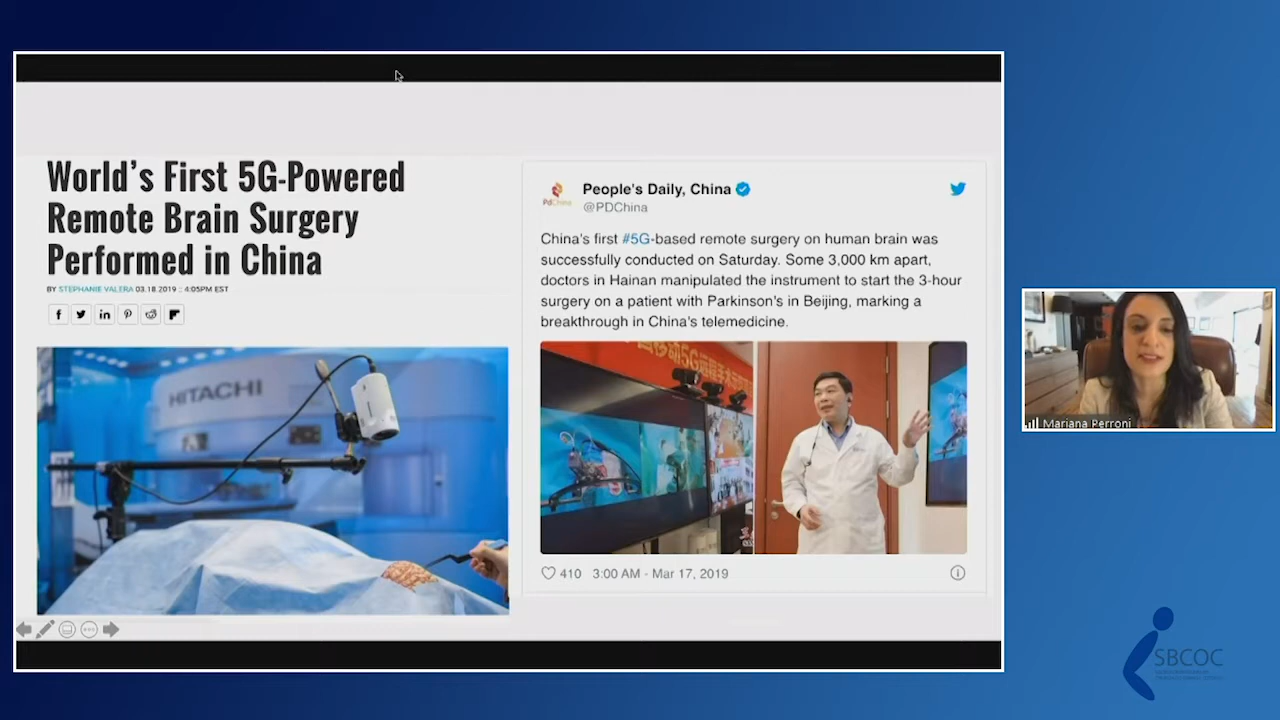 World's First 5G-Powered
Remote Brain Surgery
Performed in China
BY STEPHANIE VALERA 03.18.2019 :: 4:05PM EST
HITACHI
People's Daily, China
@PDChina
PdChina
China's first #5G-based remote surgery on human brain was
successfully conducted on Saturday. Some 3,000 km apart,
doctors in Hainan manipulated the instrument to start the 3-hour
surgery on a patient with Parkinson's in Beijing, marking a
breakthrough in China's telemedicine.
410 3:00 AM - Mar 17, 2019
Mariana Perroni
SBCOC